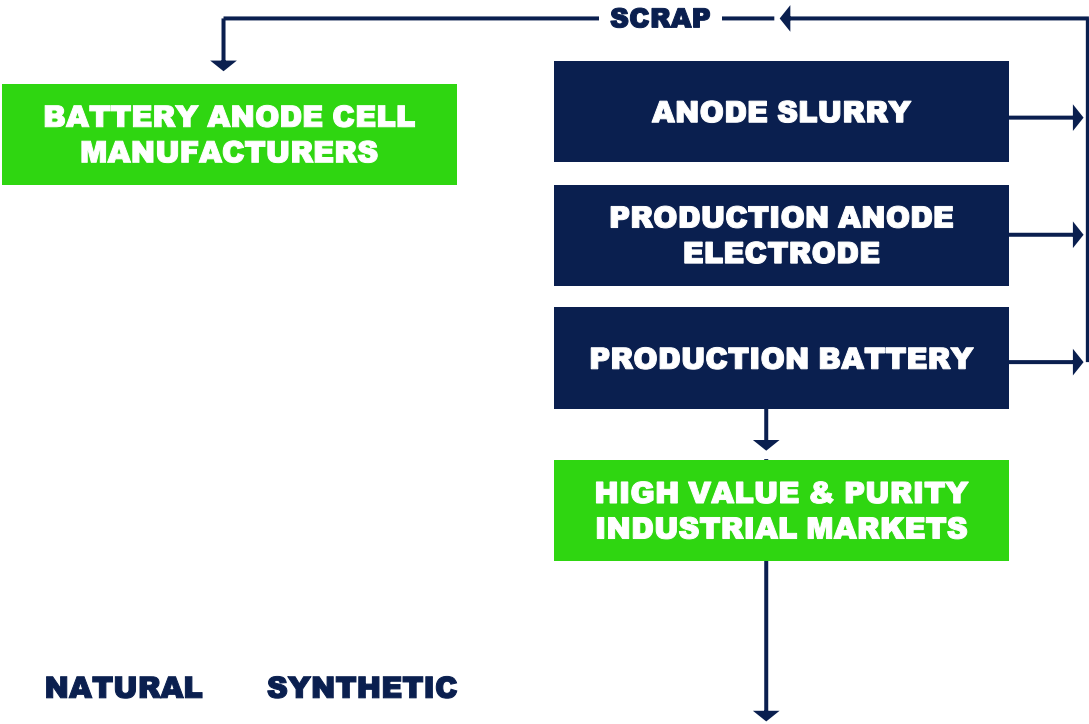 SCRAP
BATTERY ANODE CELL
MANUFACTURERS
ANODE SLURRY
PRODUCTION ANODE
ELECTRODE
PRODUCTION BATTERY
HIGH VALUE & PURITY
INDUSTRIAL MARKETS
NATURAL
SYNTHETIC